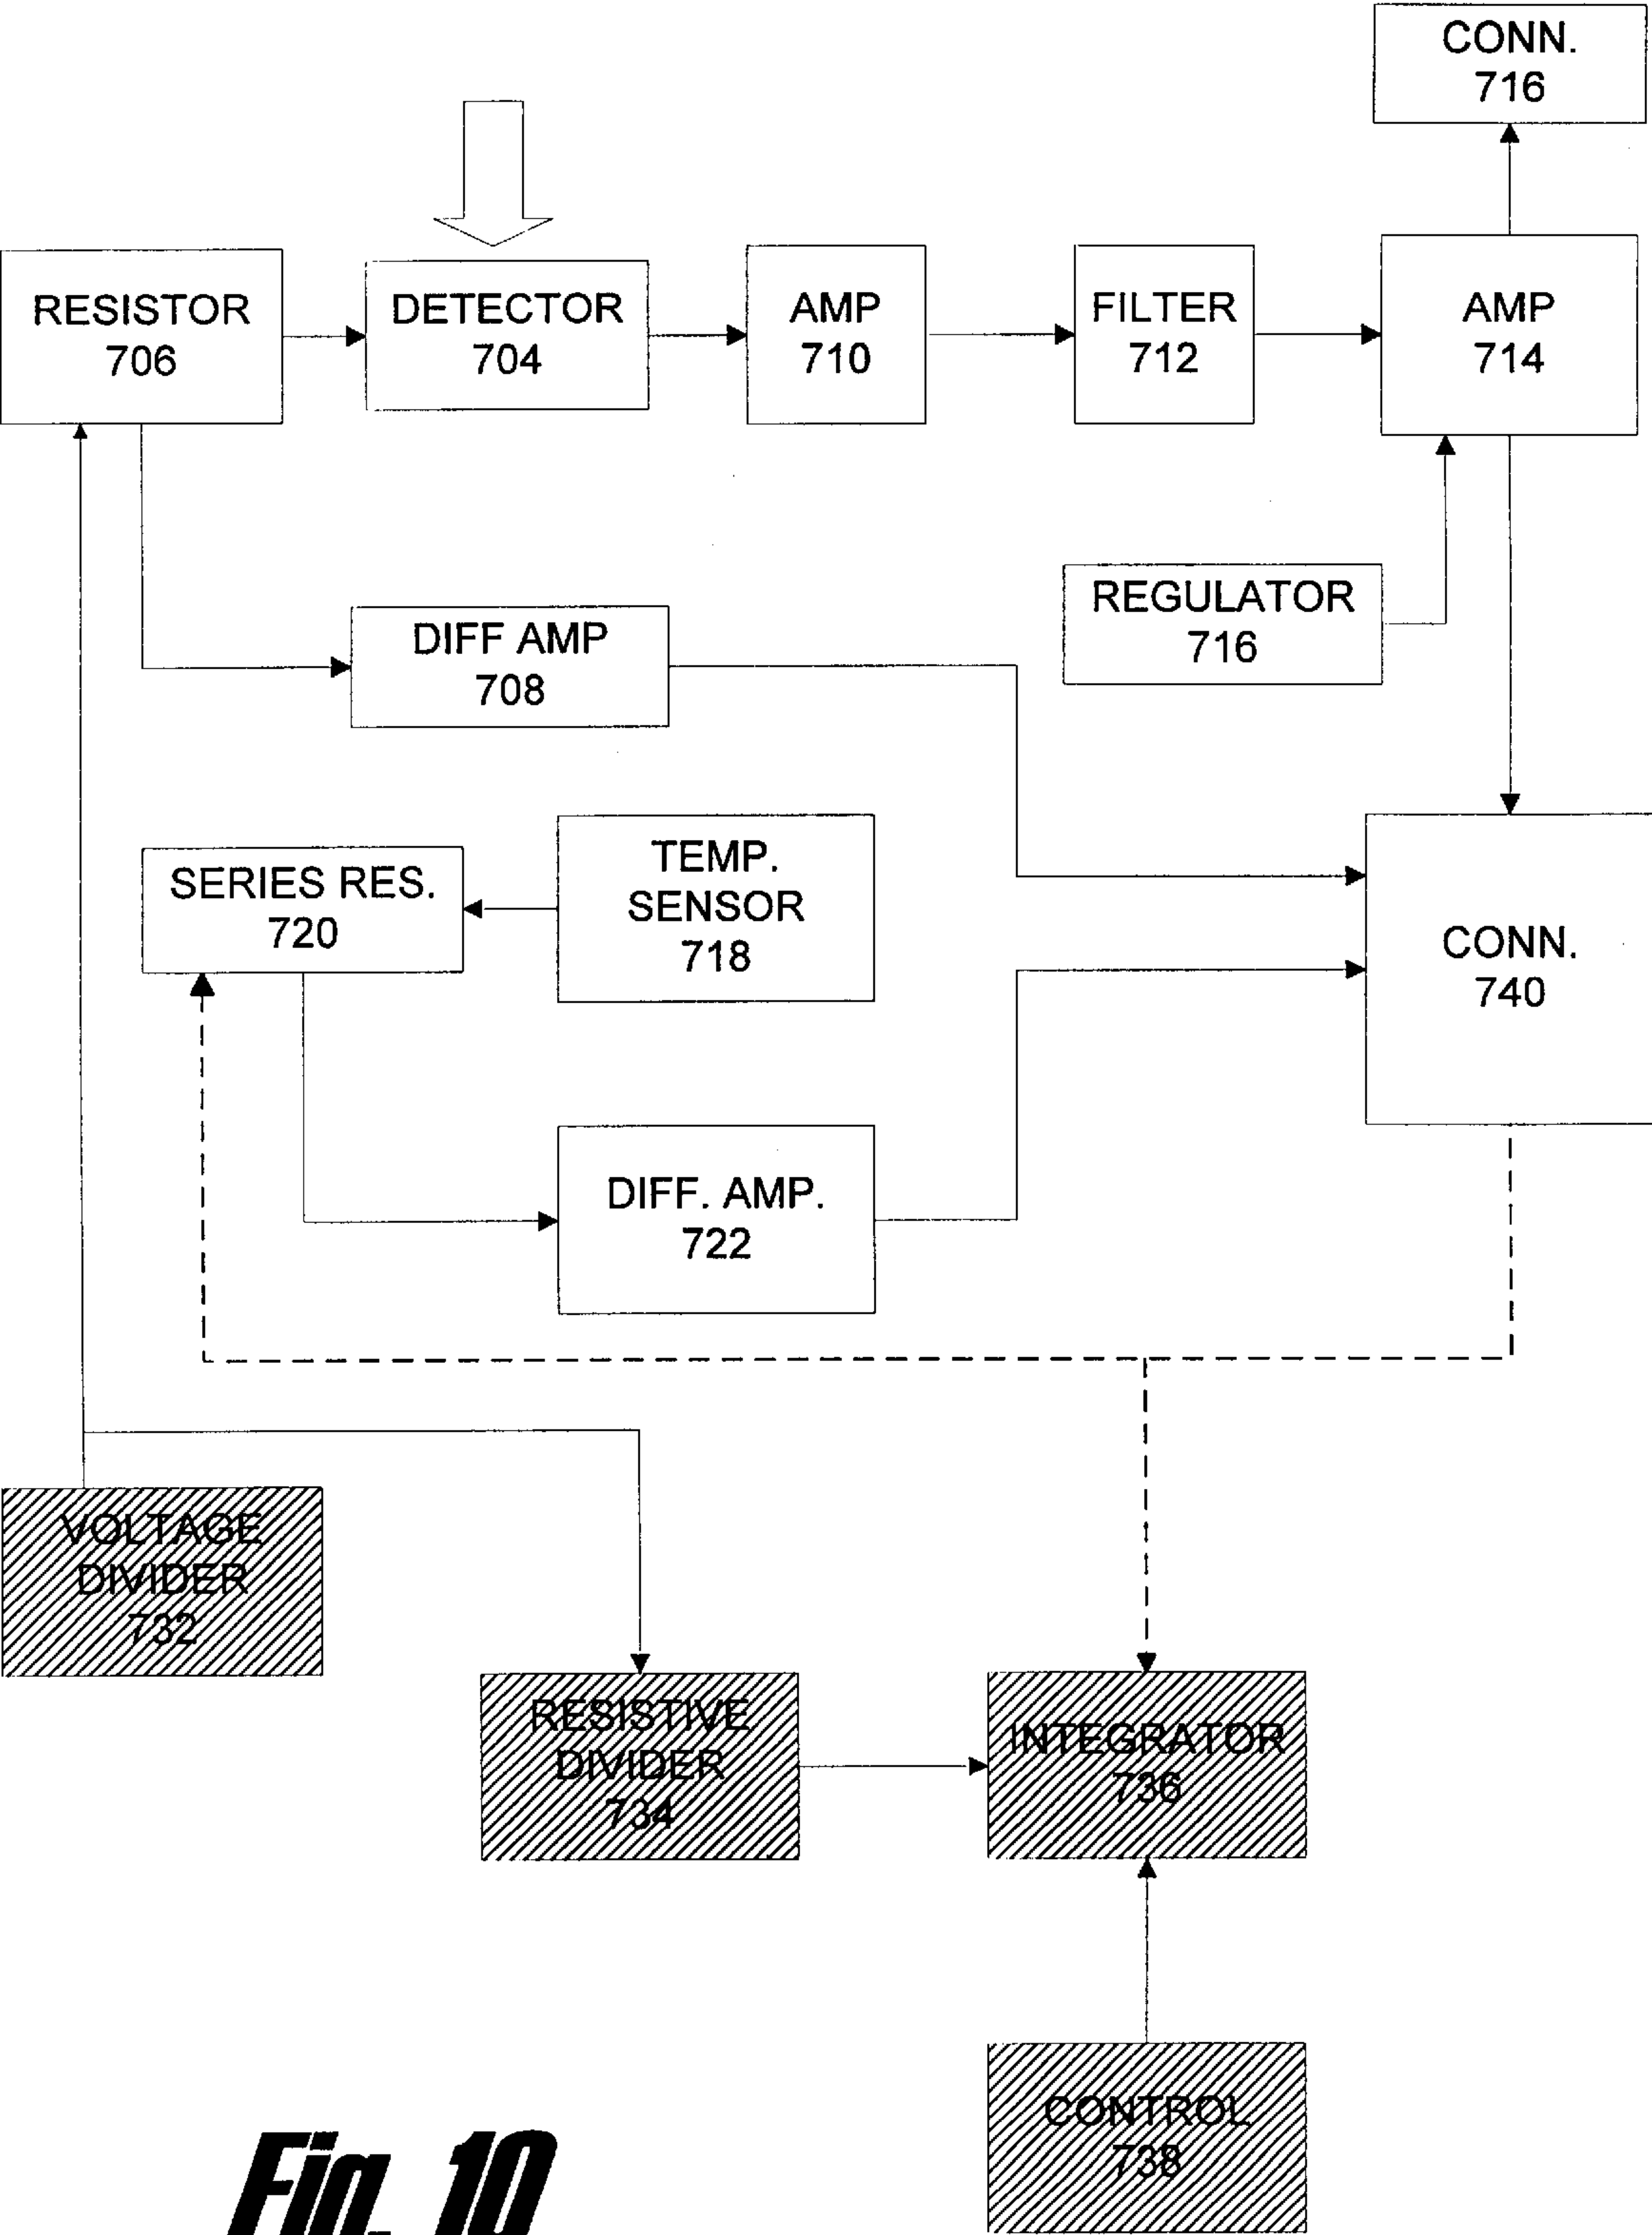 CONN.
716
RESISTOR
706
DETECTOR
704
AMP
710
FILTER
712
AMP
714
REGULATOR
716
DIFF AMP
708
TEMP.
SENSOR
718
SERIES RES.
720
CONN.
740
DIFF. AMP.
722
VOLTAGE
DIVIDER
732
RESISTIVE
DIVIDER
734
INTEGRATOR
736
CONTROL
738
Fig. 10